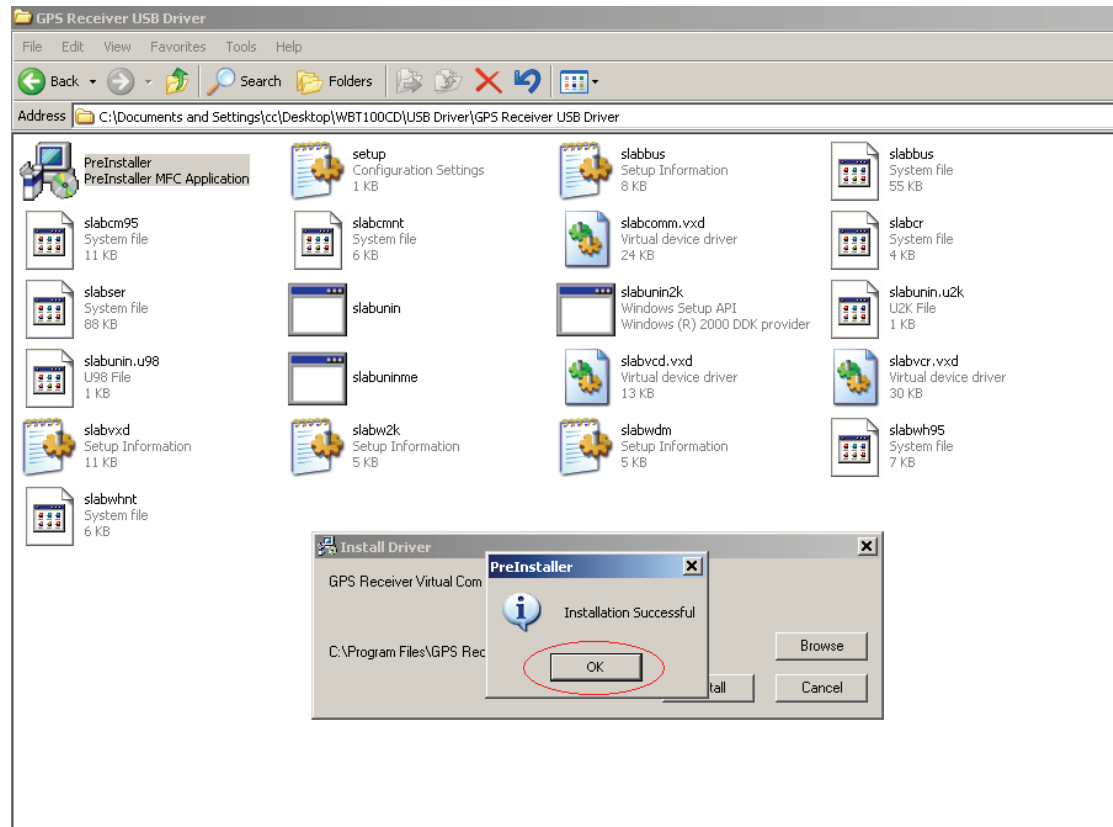 GPS Receiver USB Driver
File Edit View Favorites Tools Help
Back Search Folders
Address C:\Documents and Settings\cc\Desktop\WBT100CD\USB Driver\GPS Receiver USB Driver
PreInstaller
PreInstaller MFC Application
setup
Configuration Settings
1 KB
slabbus
Setup Information
8 KB
slabbus
System file
55 KB
slabcm95
System file
11 KB
slabcmnt
System file
6 KB
slabcomm.vxd
Virtual device driver
24 KB
slabcr
System file
4 KB
slabser
System file
88 KB
slabunin
slabunin2k
Windows Setup API
Windows (R) 2000 DDK provider
slabunin.u2k
U2K File
1 KB
slabunin.u98
U98 File
1 KB
slabuninme
slabvcd.vxd
Virtual device driver
13 KB
slabvcr.vxd
Virtual device driver
30 KB
slabvxd
Setup Information
11 KB
slabw2k
Setup Information
5 KB
slabwdm
Setup Information
5 KB
slabwh95
System file
7 KB
slabwhnt
System file
6 KB
Install Driver
GPS Receiver Virtual Com
C:\Program Files\GPS Rec
Browse
tall
Cancel
PreInstaller
Installation Successful
OK